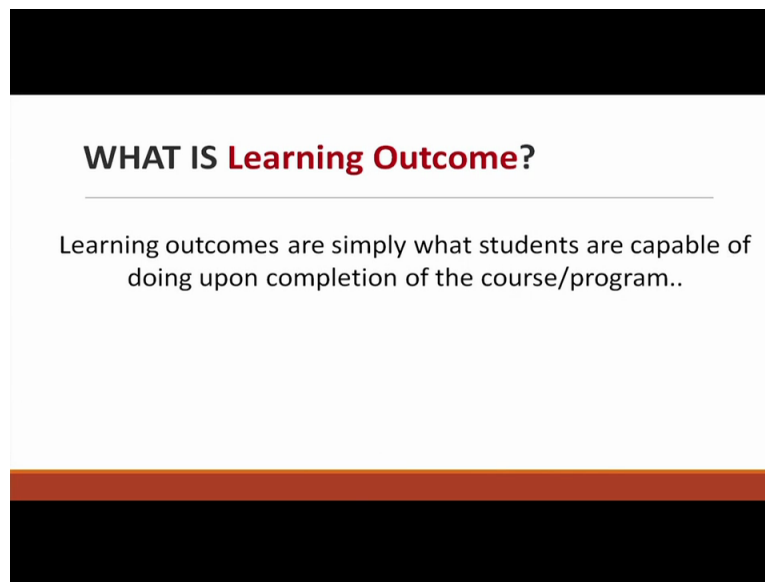 WHAT IS Learning Outcome?
Learning outcomes are simply what students are capable of
doing upon completion of the course/program..